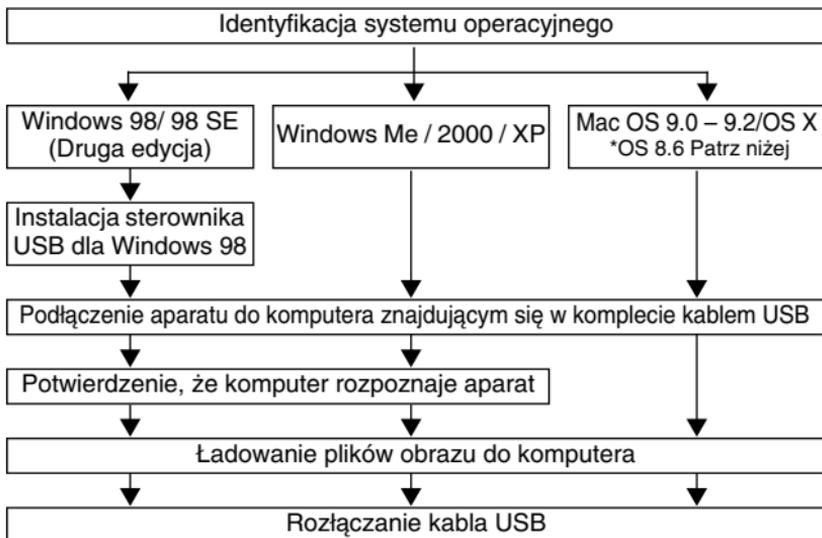 Identyfikacja systemu operacyjnego
Windows 98/ 98 SE
(Druga edycja)
Windows Me / 2000 / XP
Mac OS 9.0 – 9.2/OS X
*OS 8.6 Patrz niżej
Instalacja sterownika
USB dla Windows 98
Podłączenie aparatu do komputera znajdującym się w komplecie kablem USB
Potwierdzenie, że komputer rozpoznaje aparat
Ładowanie plików obrazu do komputera
Rozłączanie kabla USB